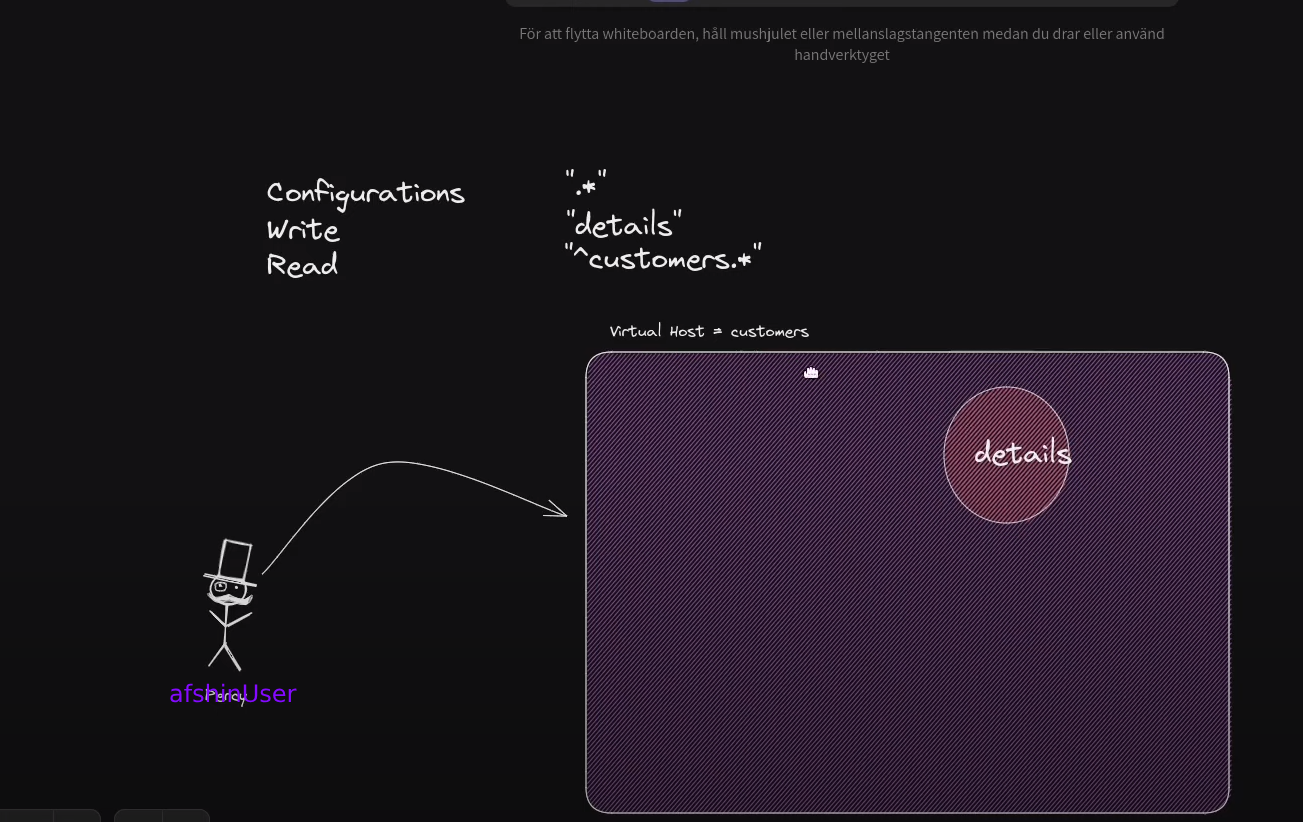 För att flytta whiteboarden, håll mushjulet eller mellanslagstangenten medan du drar eller använd
handverktyget
Configurations ".*"
Write "details"
Read "^customers.*"
Virtual Host = customers
details
afshinUser
Percy